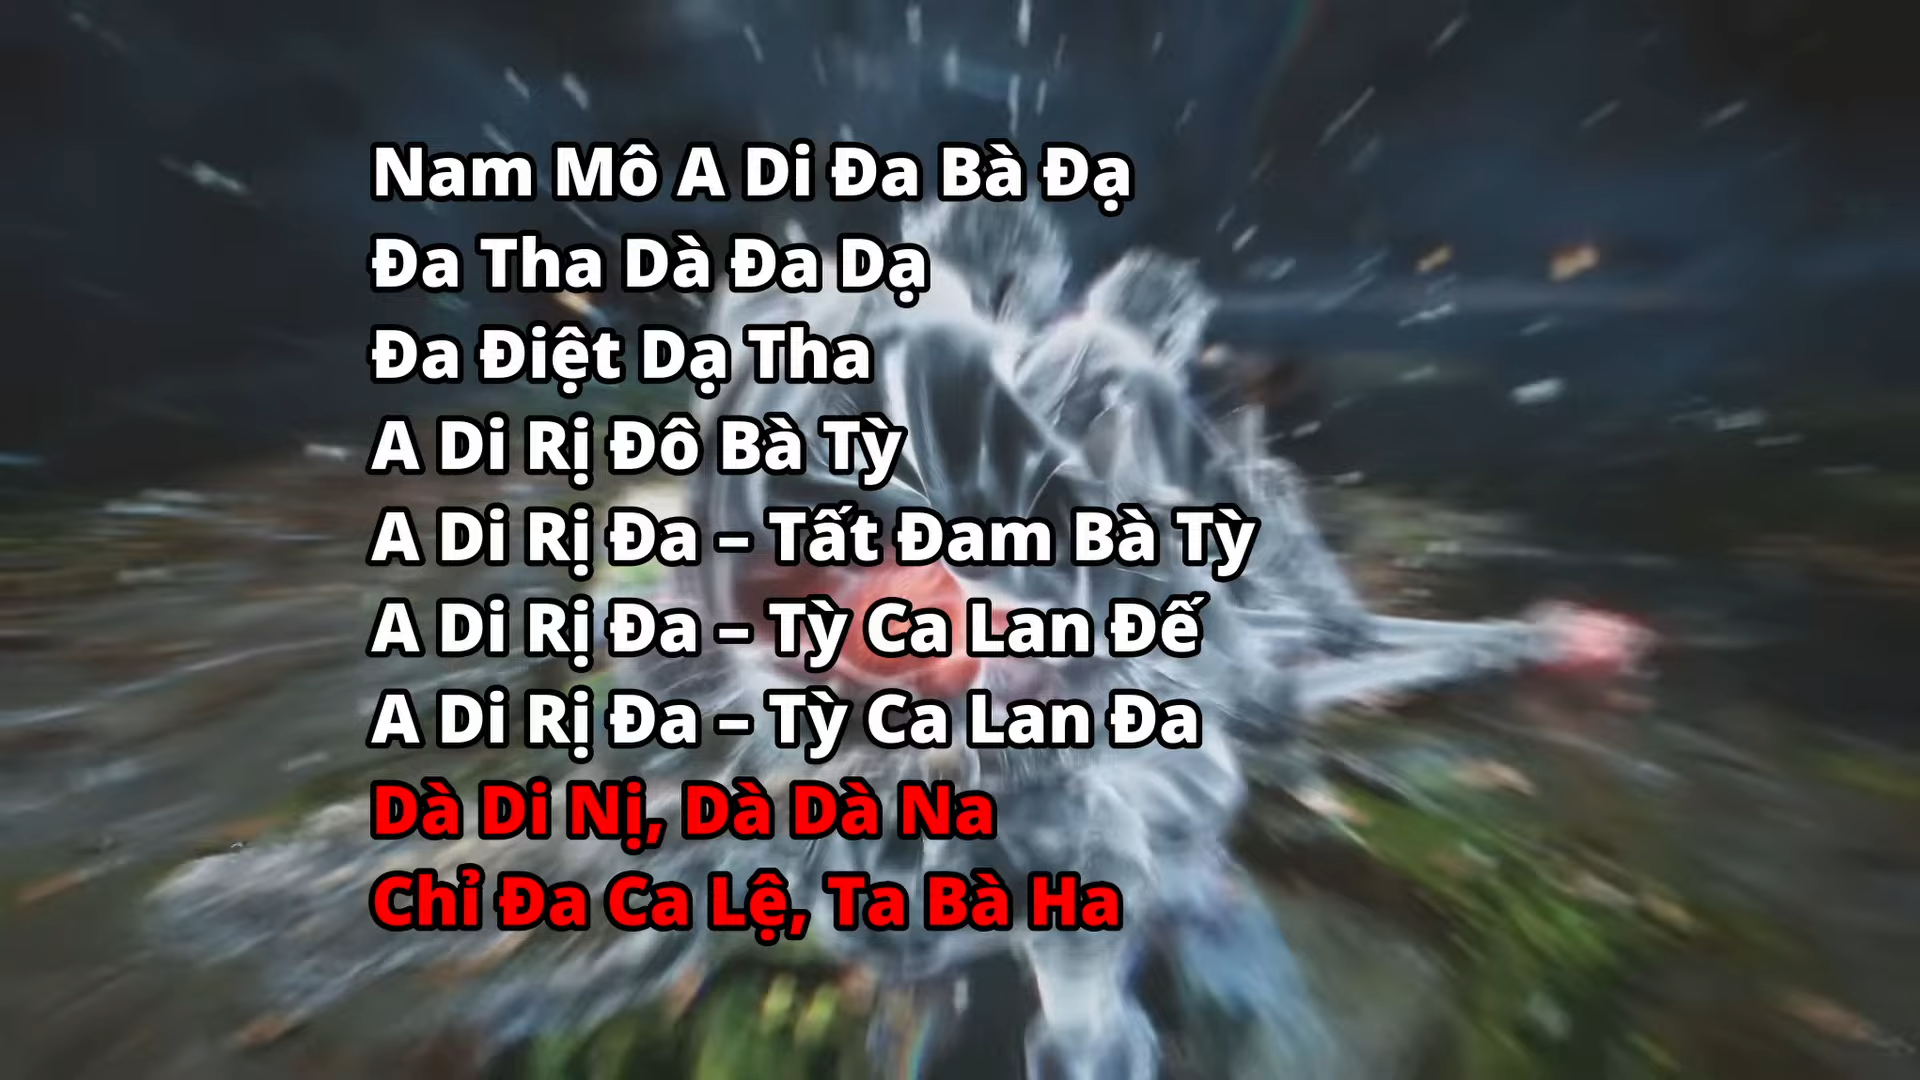 Nam Mô A Di Đa Bà Đạ
Đa Tha Dà Đa Dạ
Đa Điệt Dạ Tha
A Di Rị Đô Bà Tỳ
A Di Rị Đa – Tất Đam Bà Tỳ
A Di Rị Đa – Tỳ Ca Lan Đế
A Di Rị Đa – Tỳ Ca Lan Đa
Dà Di Nị, Dà Dà Na
Chỉ Đa Ca Lệ, Ta Bà Ha